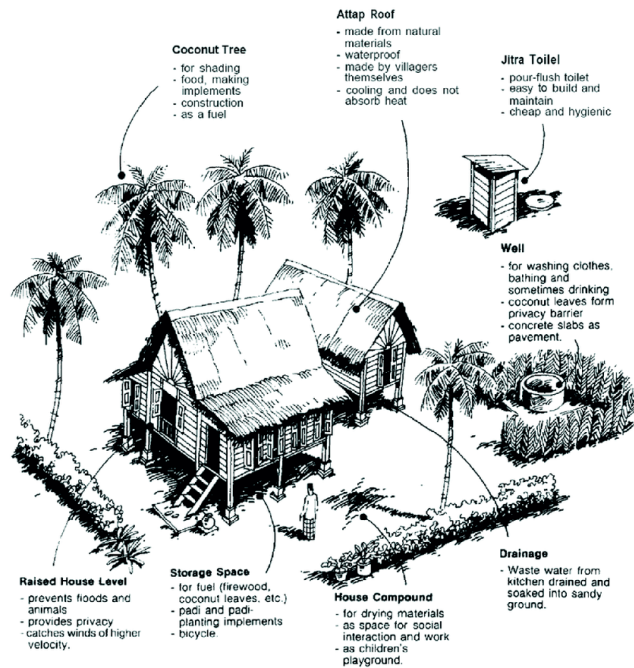 Attap Roof
- made from natural
materials
- waterproof
- made by villagers
themselves
- cooling and does not
absorb heat
Coconut Tree
- for shading
- food, making
implements
- construction
- as a fuel
Jitra Toilel
- pour-flush toilet
- easy to build and
maintain
- cheap and hygienic
Well
- for washing clothes,
bathing and
sometimes drinking
- coconut leaves form
privacy barrier
- concrete slabs as
pavement.
Raised House Level
- prevents floods and
animals
- provides privacy
- catches winds of higher
velocity.
Storage Space
- for fuel (firewood,
coconut leaves, etc.)
- padi and padi-
planting implements
- bicycle.
House Compound
- for drying materials
- as space for social
interaction and work
- as children's
playground.
Drainage
- Waste water from
kitchen drained and
soaked into sandy
ground.